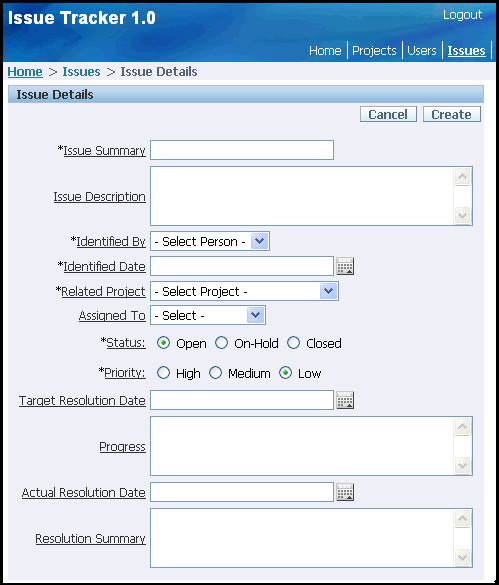 Issue Tracker 1.0
Logout
Home Projects Users Issues
Home > Issues > Issue Details
Issue Details
Cancel Create
*Issue Summary
Issue Description
*Identified By - Select Person -
*Identified Date
*Related Project - Select Project -
Assigned To - Select -
*Status: Open On-Hold Closed
*Priority: High Medium Low
Target Resolution Date
Progress
Actual Resolution Date
Resolution Summary